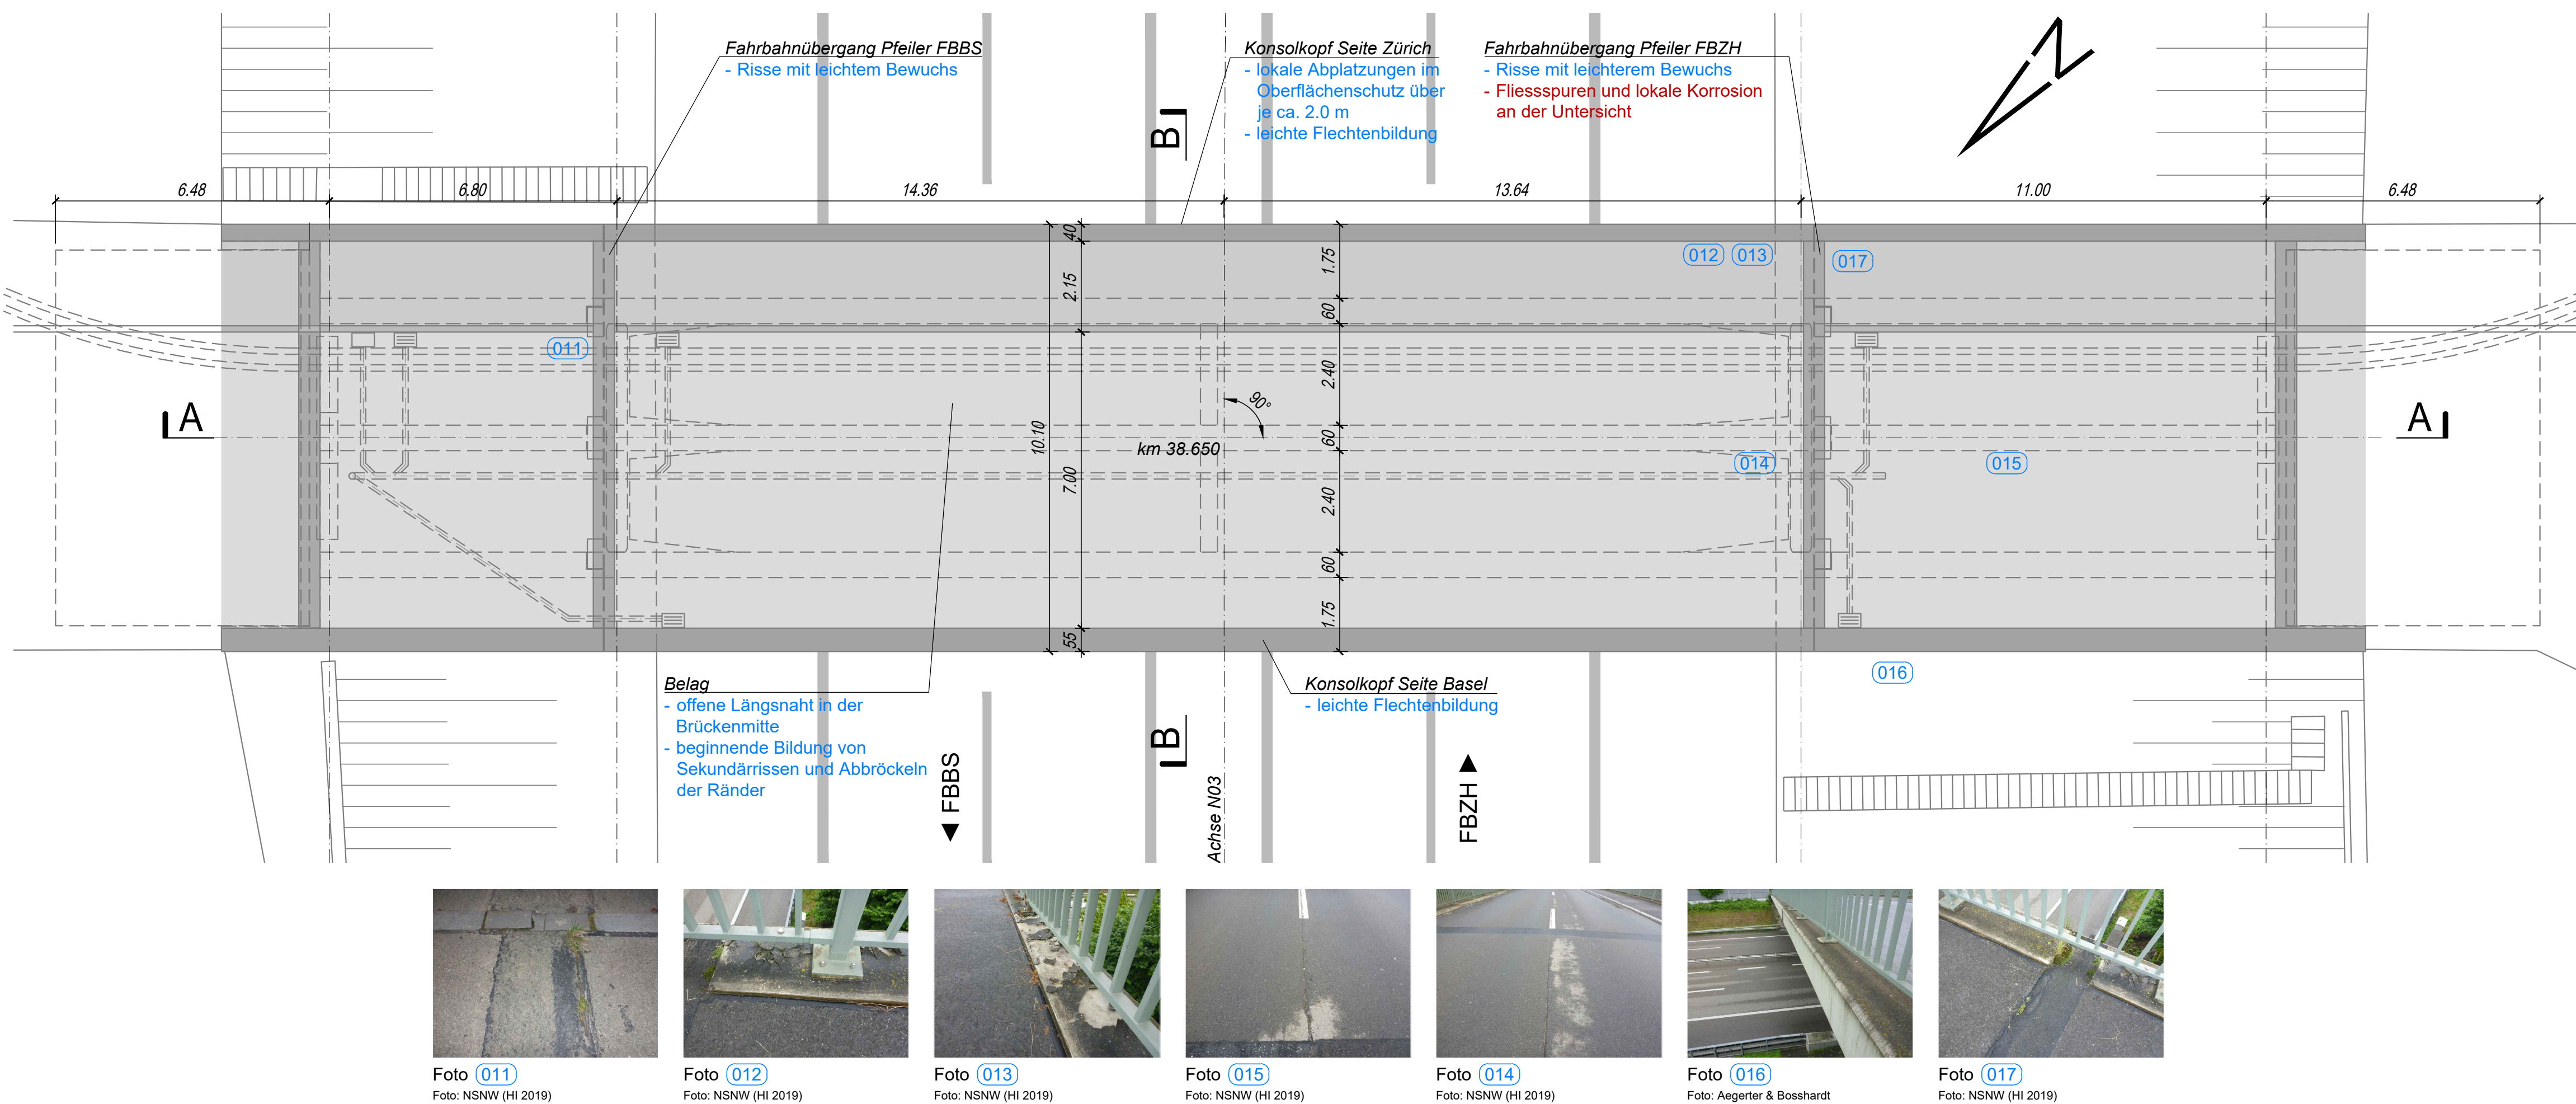 Fahrbahnübergang Pfeiler FBBS
- Risse mit leichtem Bewuchs
Konsolkopf Seite Zürich
- lokale Abplatzungen im
Oberflächenschutz über
je ca. 2.0 m
- leichte Flechtenbildung
Fahrbahnübergang Pfeiler FBZH
- Risse mit leichterem Bewuchs
- Fliessspuren und lokale Korrosion
an der Untersicht
N
B
6.48
6.80
14.36
13.64
11.00
6.48
40
2.15
10.10
7.00
55
1.75
60
2.40
60
2.40
60
1.75
012
013
017
011
A
90°
A
km 38.650
014
015
016
Belag
- offene Längsnaht in der
Brückenmitte
- beginnende Bildung von
Sekundärrissen und Abbröckeln
der Ränder
Konsolkopf Seite Basel
- leichte Flechtenbildung
B
◀ FBBS
Achse N03
FBZH ▶
Foto 011
Foto: NSNW (HI 2019)
Foto 012
Foto: NSNW (HI 2019)
Foto 013
Foto: NSNW (HI 2019)
Foto 015
Foto: NSNW (HI 2019)
Foto 014
Foto: NSNW (HI 2019)
Foto 016
Foto: Aegerter & Bosshardt
Foto 017
Foto: NSNW (HI 2019)